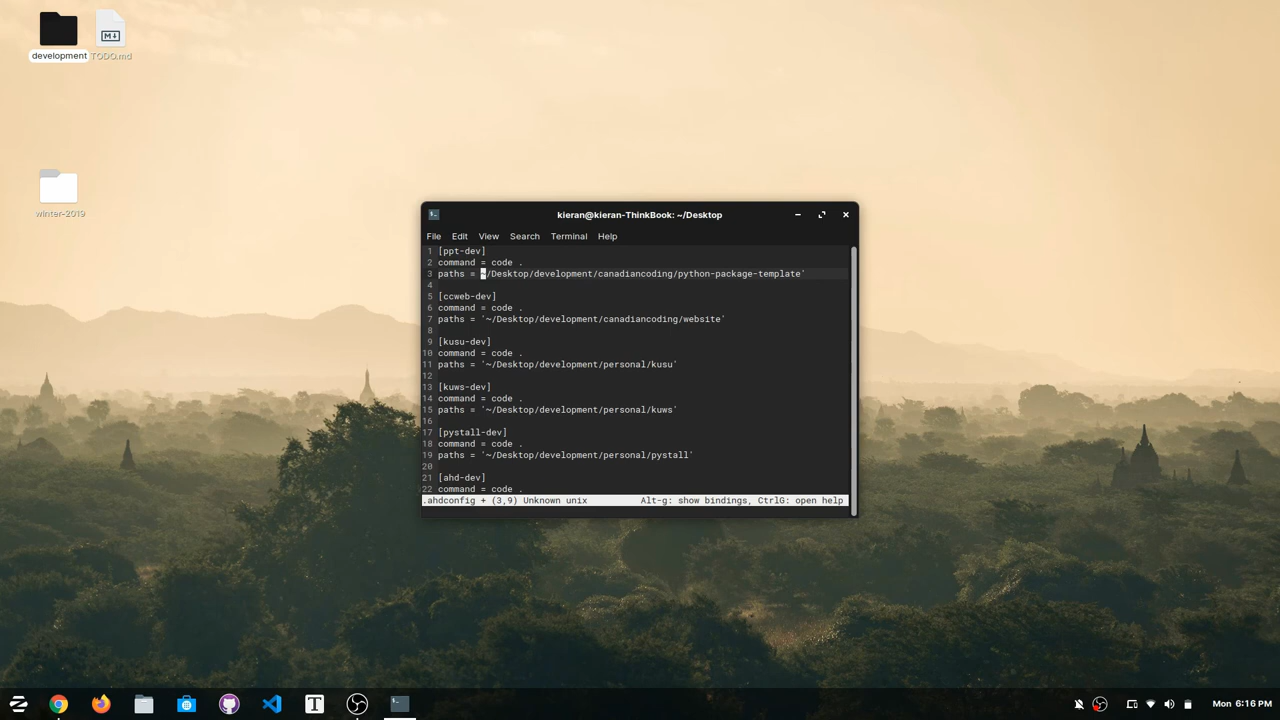 development
TODO.md
winter-2019
kieran@kieran-ThinkBook: ~/Desktop
File Edit View Search Terminal Help
1 [ppt-dev]
2 command = code .
3 paths = ~/Desktop/development/canadiancoding/python-package-template'
4
5 [ccweb-dev]
6 command = code .
7 paths = '~/Desktop/development/canadiancoding/website'
8
9 [kusu-dev]
10 command = code .
11 paths = '~/Desktop/development/personal/kusu'
12
13 [kuws-dev]
14 command = code .
15 paths = '~/Desktop/development/personal/kuws'
16
17 [pystall-dev]
18 command = code .
19 paths = '~/Desktop/development/personal/pystall'
20
21 [ahd-dev]
22 command = code .
.ahdconfig + (3,9) Unknown unix Alt-g: show bindings, CtrlG: open help
Mon 6:16 PM